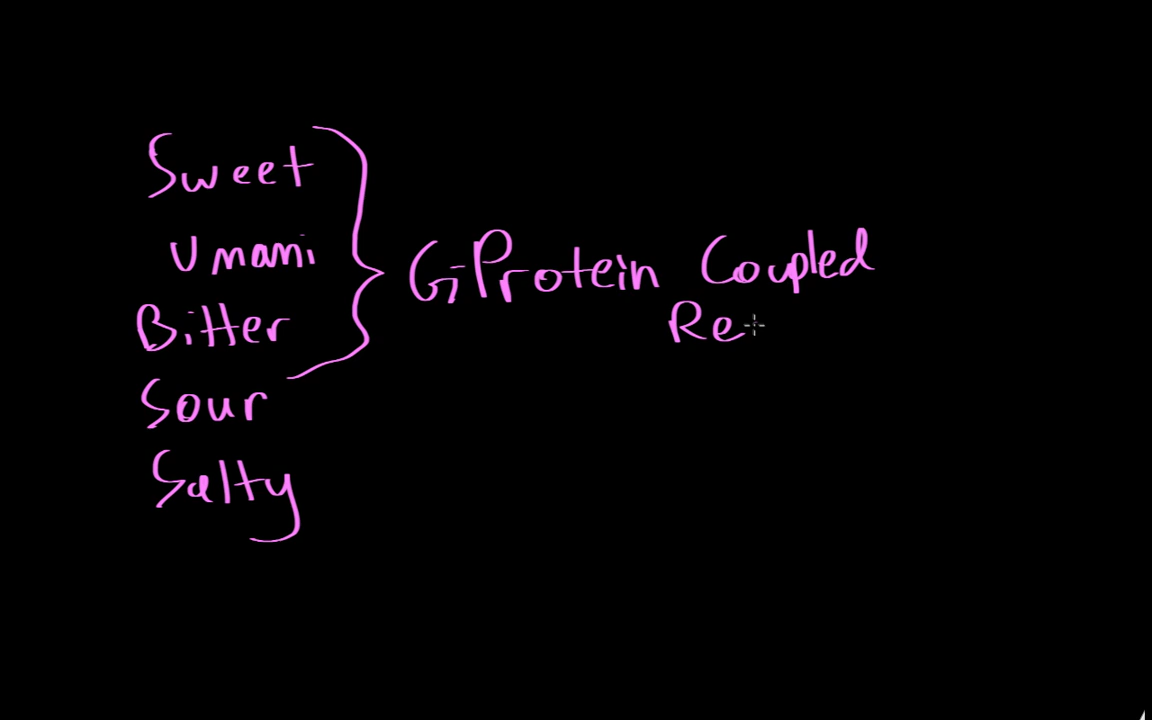 Sweet
Umami
Bitter
Sour
Salty
G Protein Coupled
Re